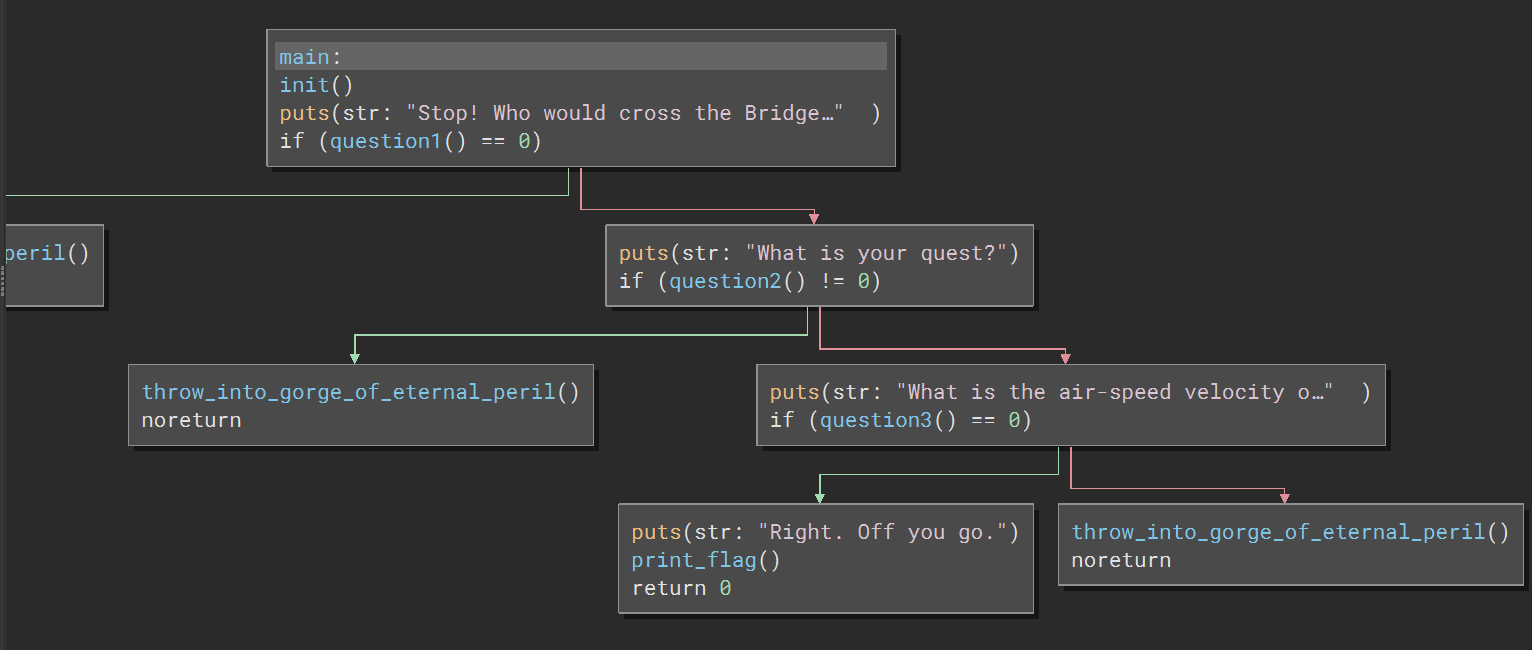 main:
init()
puts(str: "Stop! Who would cross the Bridge…" )
if (question1() == 0)
peril()
puts(str: "What is your quest?")
if (question2() != 0)
throw_into_gorge_of_eternal_peril()
noreturn
puts(str: "What is the air-speed velocity o…" )
if (question3() == 0)
puts(str: "Right. Off you go.")
print_flag()
return 0
throw_into_gorge_of_eternal_peril()
noreturn